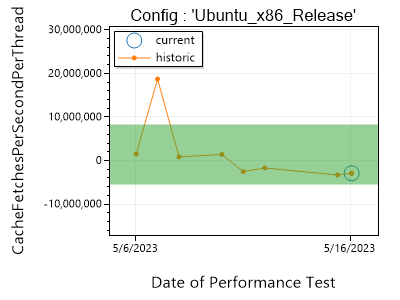 Config : 'Ubuntu_x86_Release'
CacheFetchesPerSecondPerThread
30,000,000
20,000,000
10,000,000
0
-10,000,000
current
historic
5/6/2023
5/16/2023
Date of Performance Test